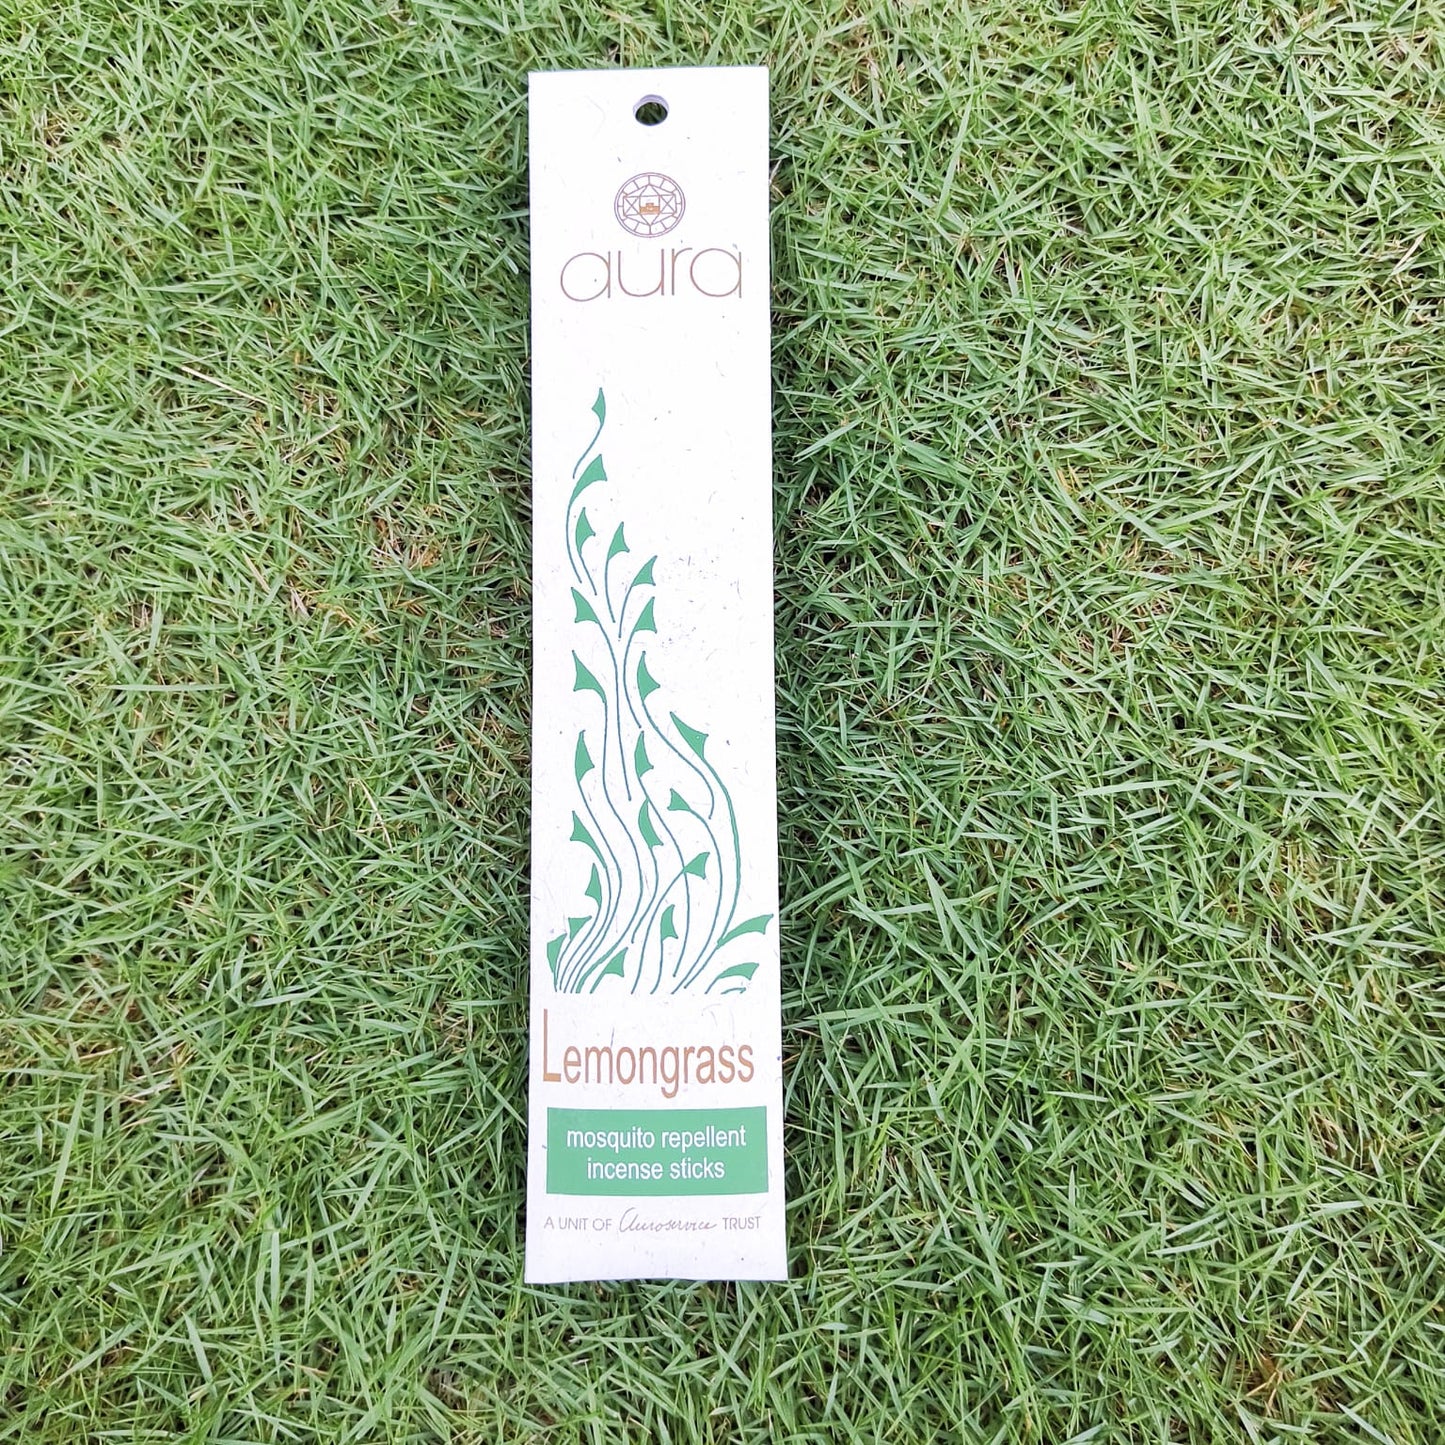 aura
Lemongrass
mosquito repellent
incense sticks
A UNIT OF Auroservice TRUST